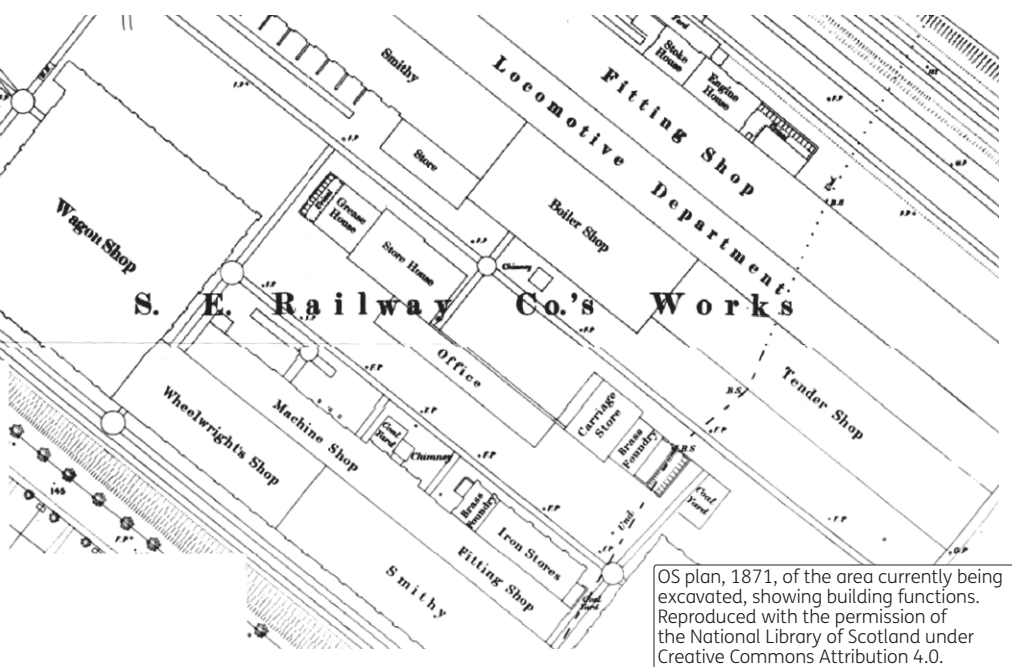 Smithy
Locomotive Department
Fitting Shop
Stoke
House
Engine
House
Store
Wagon Shop
Grease
House
Store House
Boiler Shop
Chimney
S. E. Railway Co.'s Works
Office
Tender Shop
Carriage
Store
Brass
Foundry
B.S
B.S
Coal
Yard
Wheelwright's Shop
Machine Shop
Coal
Yard
Chimney
Brass
Foundry
Iron Stores
Fitting Shop
Smithy
Und.
Coal
Yard
145
F.P
F.P
F.P
F.P
F.P
F.P
G.P
OS plan, 1871, of the area currently being
excavated, showing building functions.
Reproduced with the permission of
the National Library of Scotland under
Creative Commons Attribution 4.0.